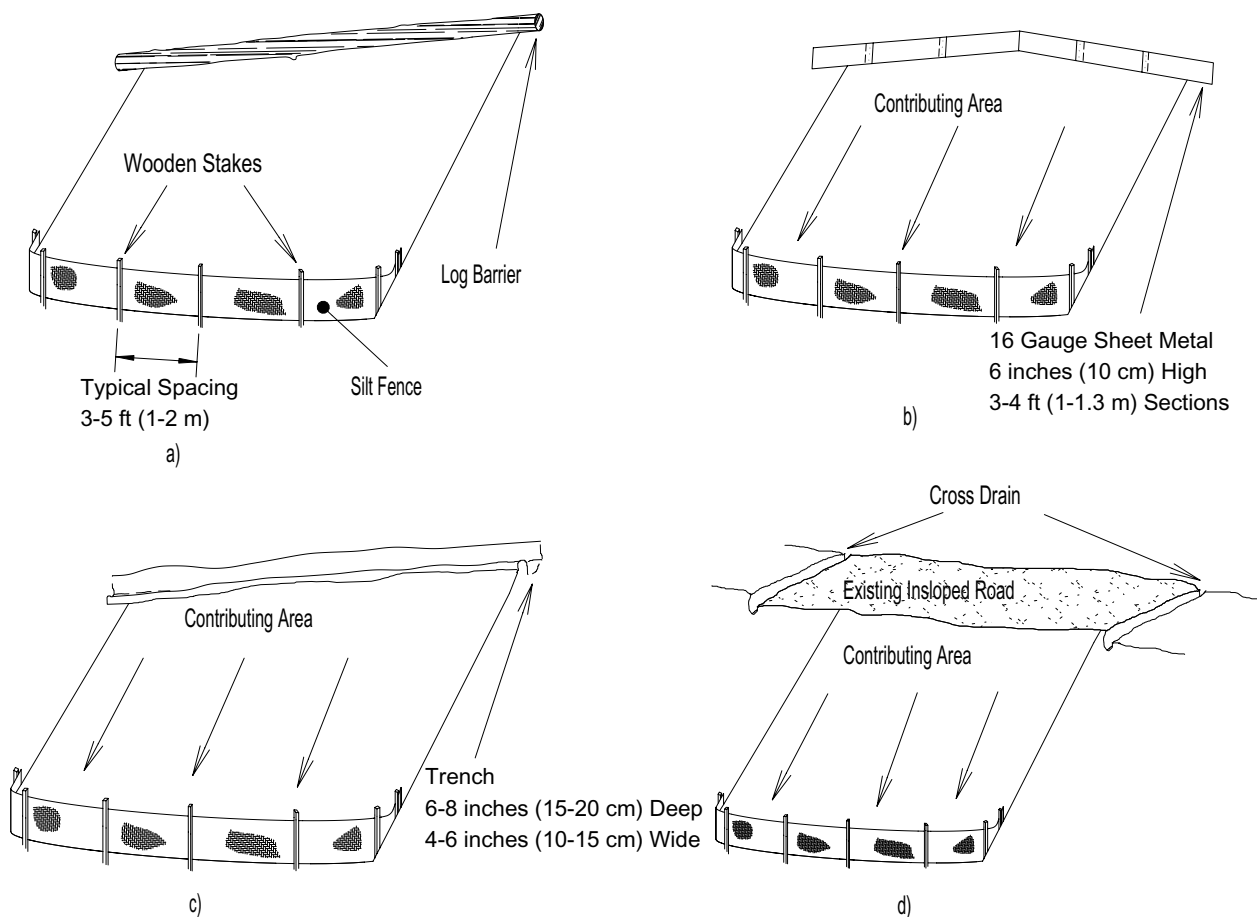 Wooden Stakes
Log Barrier
Typical Spacing
3-5 ft (1-2 m)
Silt Fence
a)
Contributing Area
16 Gauge Sheet Metal
6 inches (10 cm) High
3-4 ft (1-1.3 m) Sections
b)
Contributing Area
Trench
6-8 inches (15-20 cm) Deep
4-6 inches (10-15 cm) Wide
c)
Cross Drain
Existing Insloped Road
Contributing Area
d)